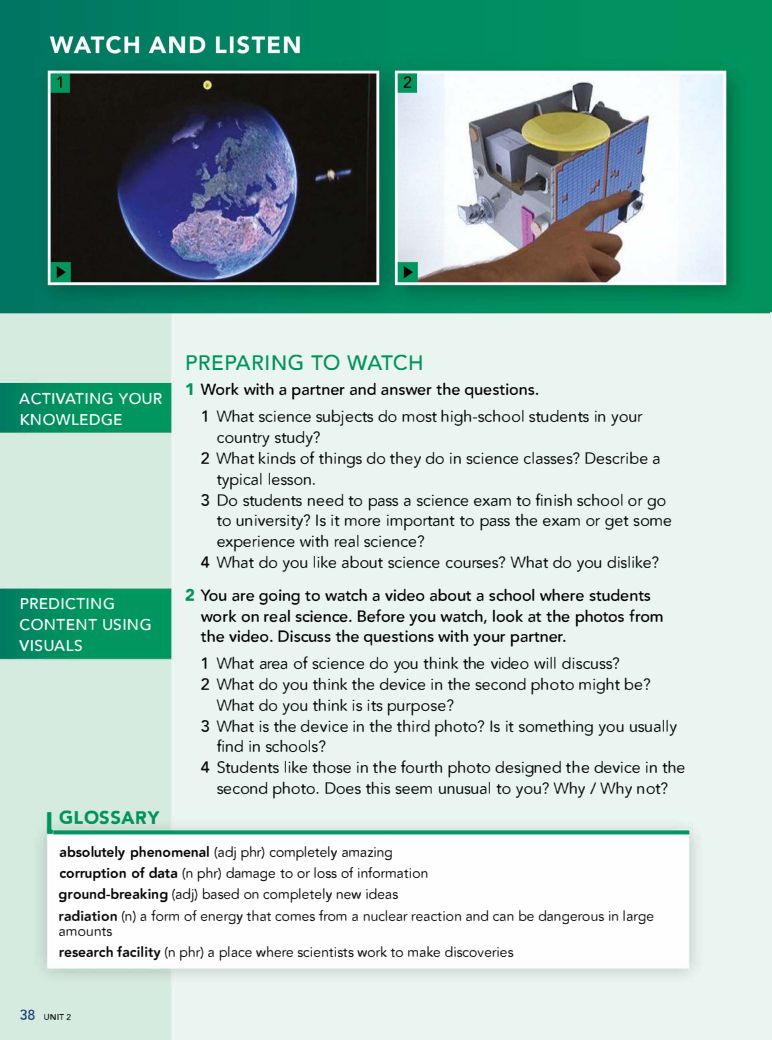 WATCH AND LISTEN
1
2
PREPARING TO WATCH
ACTIVATING YOUR
KNOWLEDGE
1 Work with a partner and answer the questions.
1 What science subjects do most high-school students in your
country study?
2 What kinds of things do they do in science classes? Describe a
typical lesson.
3 Do students need to pass a science exam to finish school or go
to university? Is it more important to pass the exam or get some
experience with real science?
4 What do you like about science courses? What do you dislike?
PREDICTING
CONTENT USING
VISUALS
2 You are going to watch a video about a school where students
work on real science. Before you watch, look at the photos from
the video. Discuss the questions with your partner.
1 What area of science do you think the video will discuss?
2 What do you think the device in the second photo might be?
What do you think is its purpose?
3 What is the device in the third photo? Is it something you usually
find in schools?
4 Students like those in the fourth photo designed the device in the
second photo. Does this seem unusual to you? Why / Why not?
GLOSSARY
absolutely phenomenal (adj phr) completely amazing
corruption of data (n phr) damage to or loss of information
ground-breaking (adj) based on completely new ideas
radiation (n) a form of energy that comes from a nuclear reaction and can be dangerous in large
amounts
research facility (n phr) a place where scientists work to make discoveries
38 UNIT 2